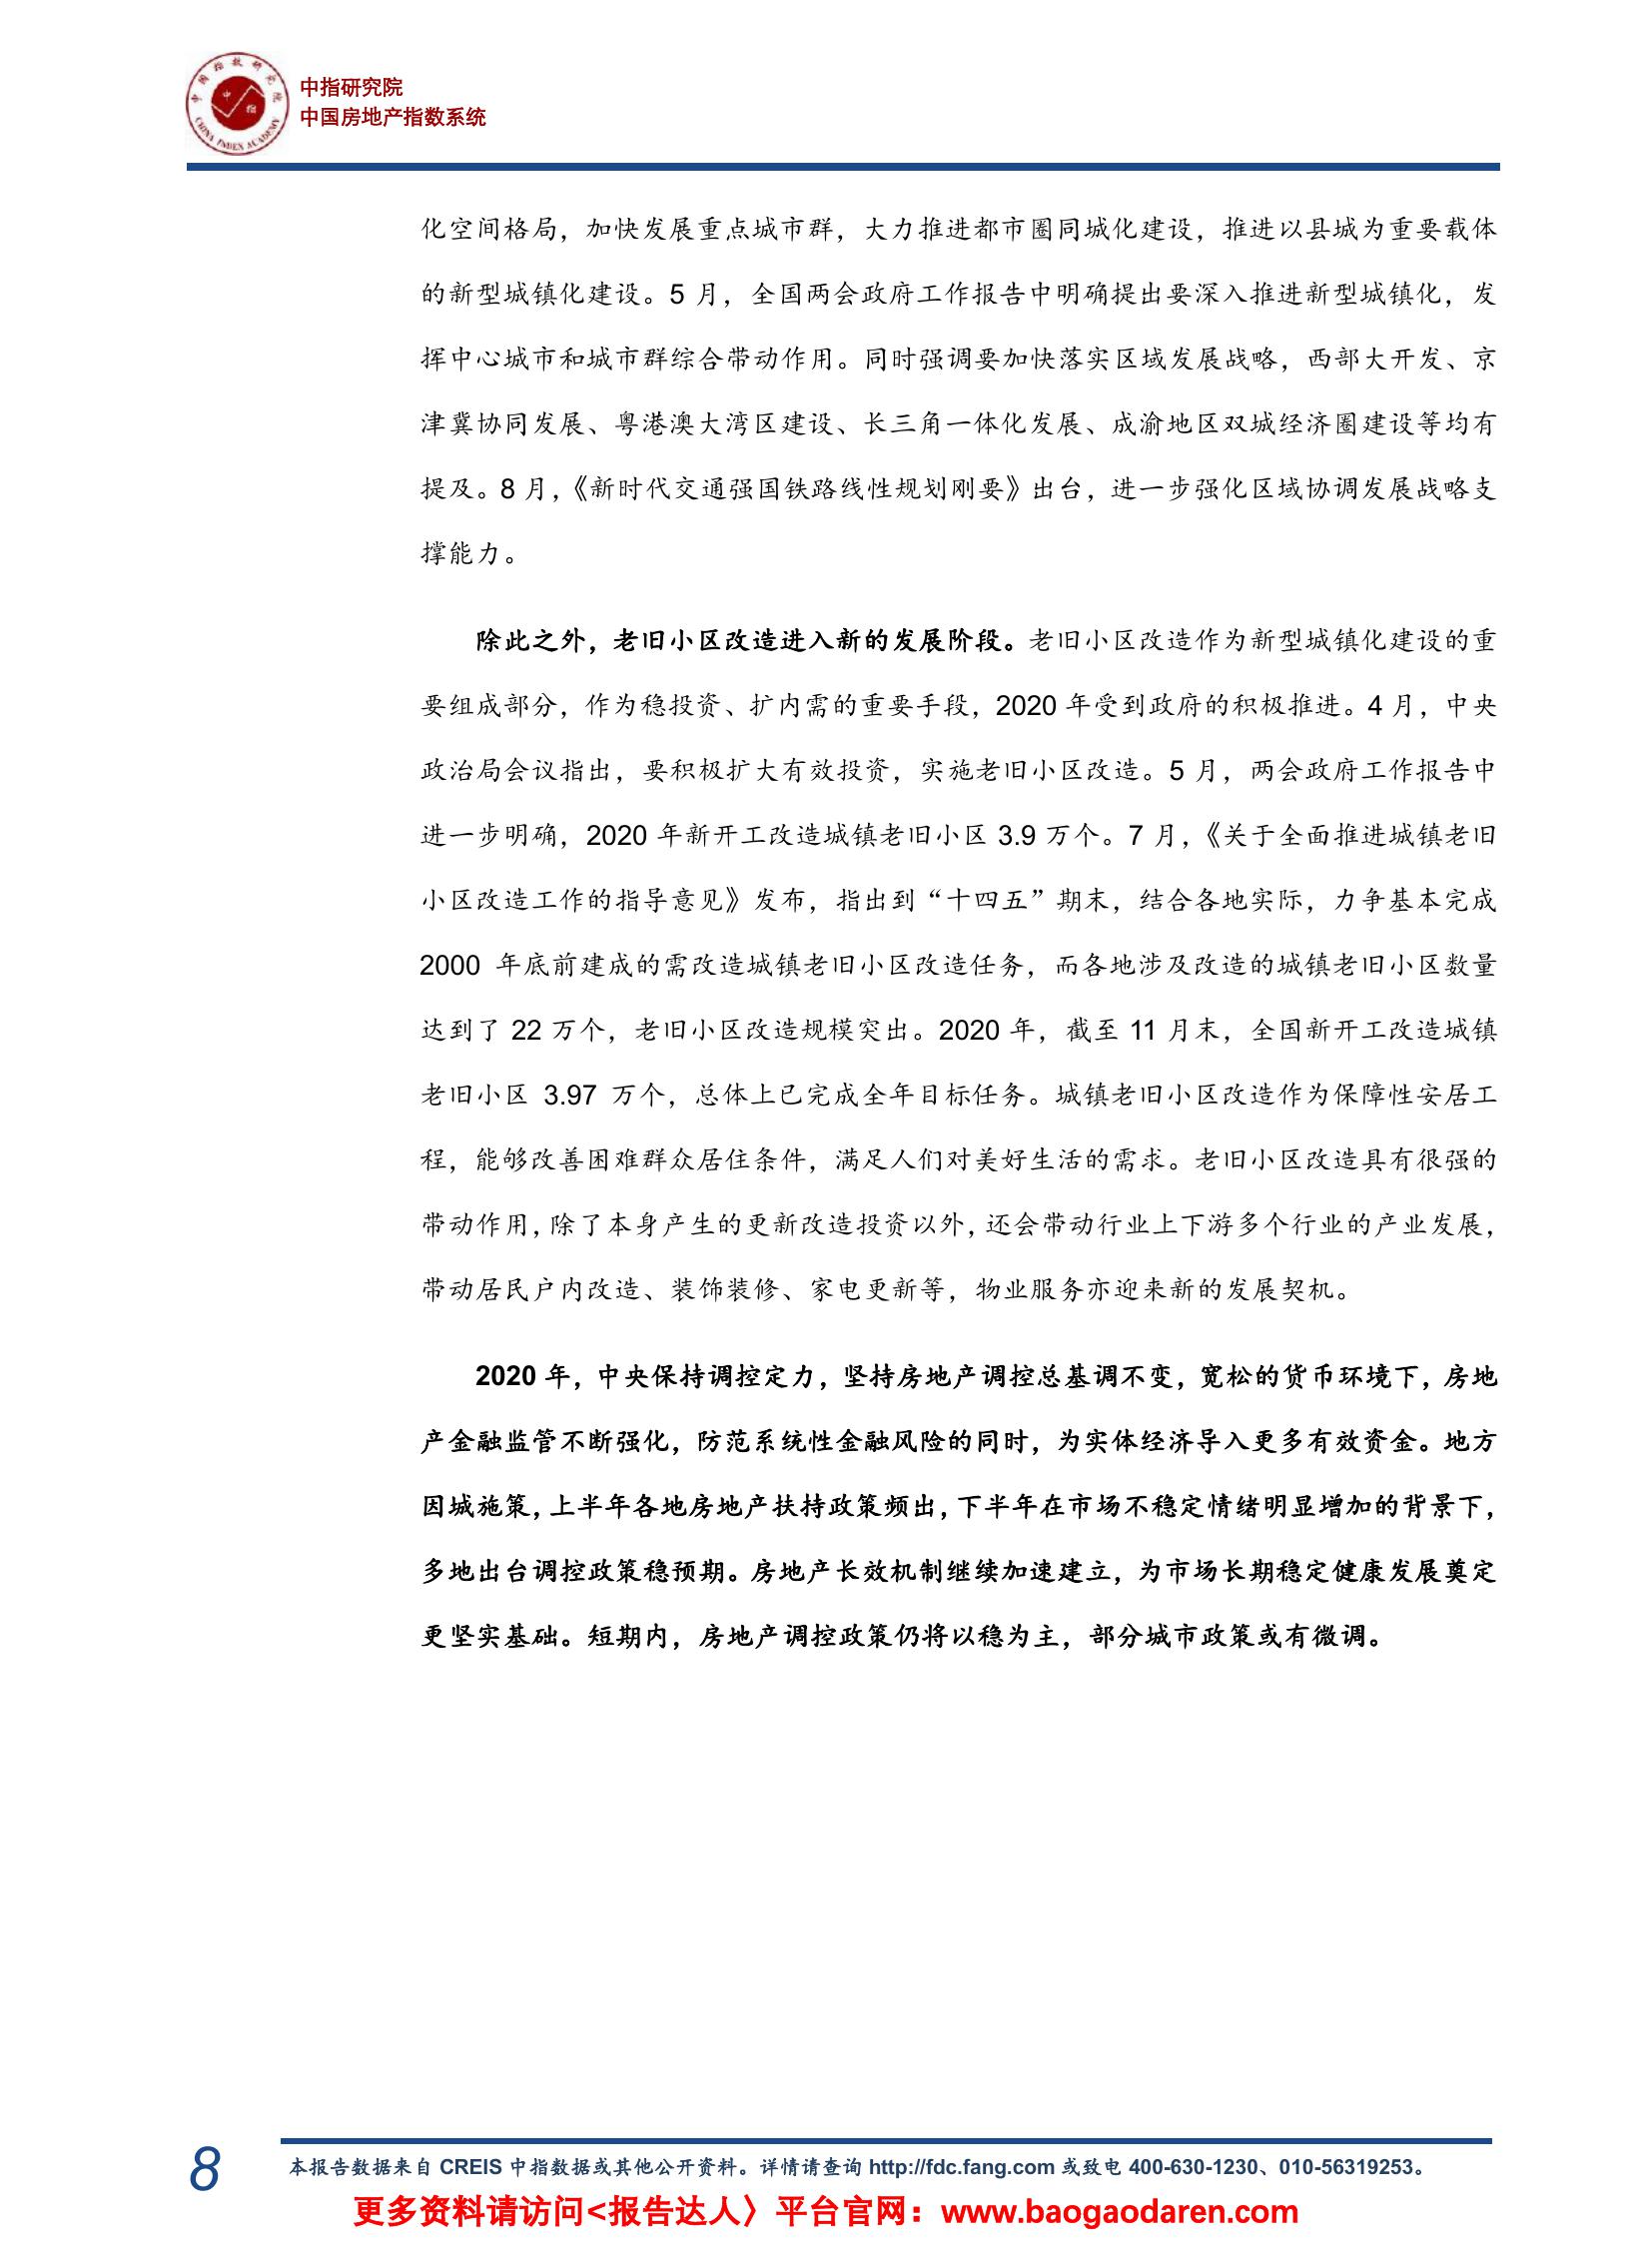 中国指数研究院
中指
CHINA INDEX ACADEMY
中指研究院
中国房地产指数系统
化空间格局，加快发展重点城市群，大力推进都市圈同城化建设，推进以县城为重要载体
的新型城镇化建设。5 月，全国两会政府工作报告中明确提出要深入推进新型城镇化，发
挥中心城市和城市群综合带动作用。同时强调要加快落实区域发展战略，西部大开发、京
津冀协同发展、粤港澳大湾区建设、长三角一体化发展、成渝地区双城经济圈建设等均有
提及。8 月，《新时代交通强国铁路线性规划刚要》出台，进一步强化区域协调发展战略支
撑能力。
除此之外，老旧小区改造进入新的发展阶段。老旧小区改造作为新型城镇化建设的重
要组成部分，作为稳投资、扩内需的重要手段，2020 年受到政府的积极推进。4 月，中央
政治局会议指出，要积极扩大有效投资，实施老旧小区改造。5 月，两会政府工作报告中
进一步明确，2020 年新开工改造城镇老旧小区 3.9 万个。7 月，《关于全面推进城镇老旧
小区改造工作的指导意见》发布，指出到“十四五”期末，结合各地实际，力争基本完成
2000 年底前建成的需改造城镇老旧小区改造任务，而各地涉及改造的城镇老旧小区数量
达到了 22 万个，老旧小区改造规模突出。2020 年，截至 11 月末，全国新开工改造城镇
老旧小区 3.97 万个，总体上已完成全年目标任务。城镇老旧小区改造作为保障性安居工
程，能够改善困难群众居住条件，满足人们对美好生活的需求。老旧小区改造具有很强的
带动作用，除了本身产生的更新改造投资以外，还会带动行业上下游多个行业的产业发展，
带动居民户内改造、装饰装修、家电更新等，物业服务亦迎来新的发展契机。
2020 年，中央保持调控定力，坚持房地产调控总基调不变，宽松的货币环境下，房地
产金融监管不断强化，防范系统性金融风险的同时，为实体经济导入更多有效资金。地方
因城施策，上半年各地房地产扶持政策频出，下半年在市场不稳定情绪明显增加的背景下，
多地出台调控政策稳预期。房地产长效机制继续加速建立，为市场长期稳定健康发展奠定
更坚实基础。短期内，房地产调控政策仍将以稳为主，部分城市政策或有微调。
8
本报告数据来自 CREIS 中指数据或其他公开资料。详情请查询 http://fdc.fang.com 或致电 400-630-1230、010-56319253。
更多资料请访问<报告达人〉平台官网：www.baogaodaren.com